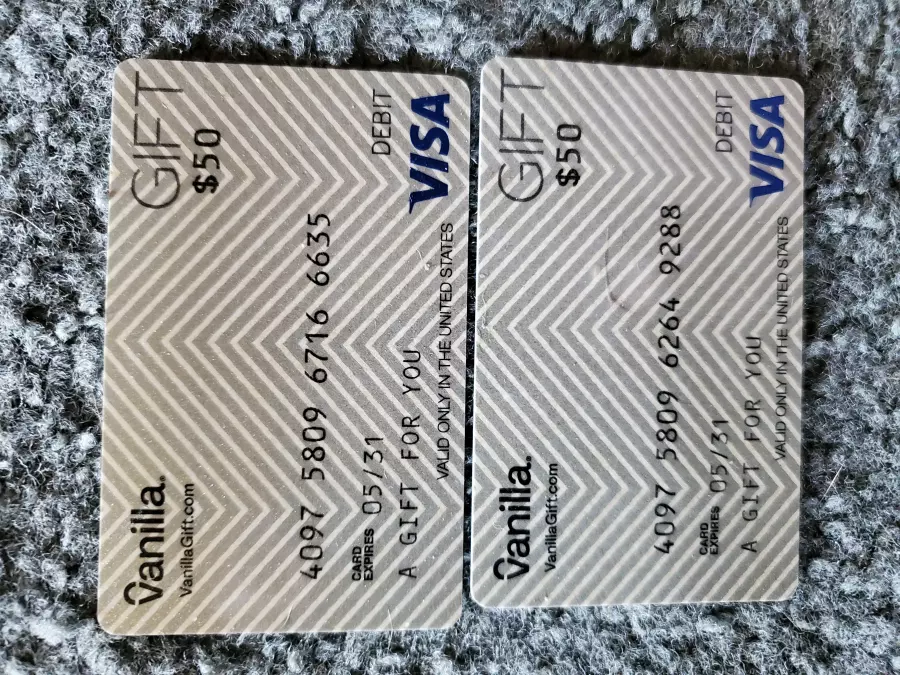 Vanilla.
VanillaGift.com
GIFT
$50
4097 5809 6716 6635
CARD
EXPIRES 05/31
DEBIT
A GIFT FOR YOU
VISA
VALID ONLY IN THE UNITED STATES
Vanilla.
VanillaGift.com
GIFT
$50
4097 5809 6264 9288
CARD
EXPIRES 05/31
DEBIT
A GIFT FOR YOU
VISA
VALID ONLY IN THE UNITED STATES